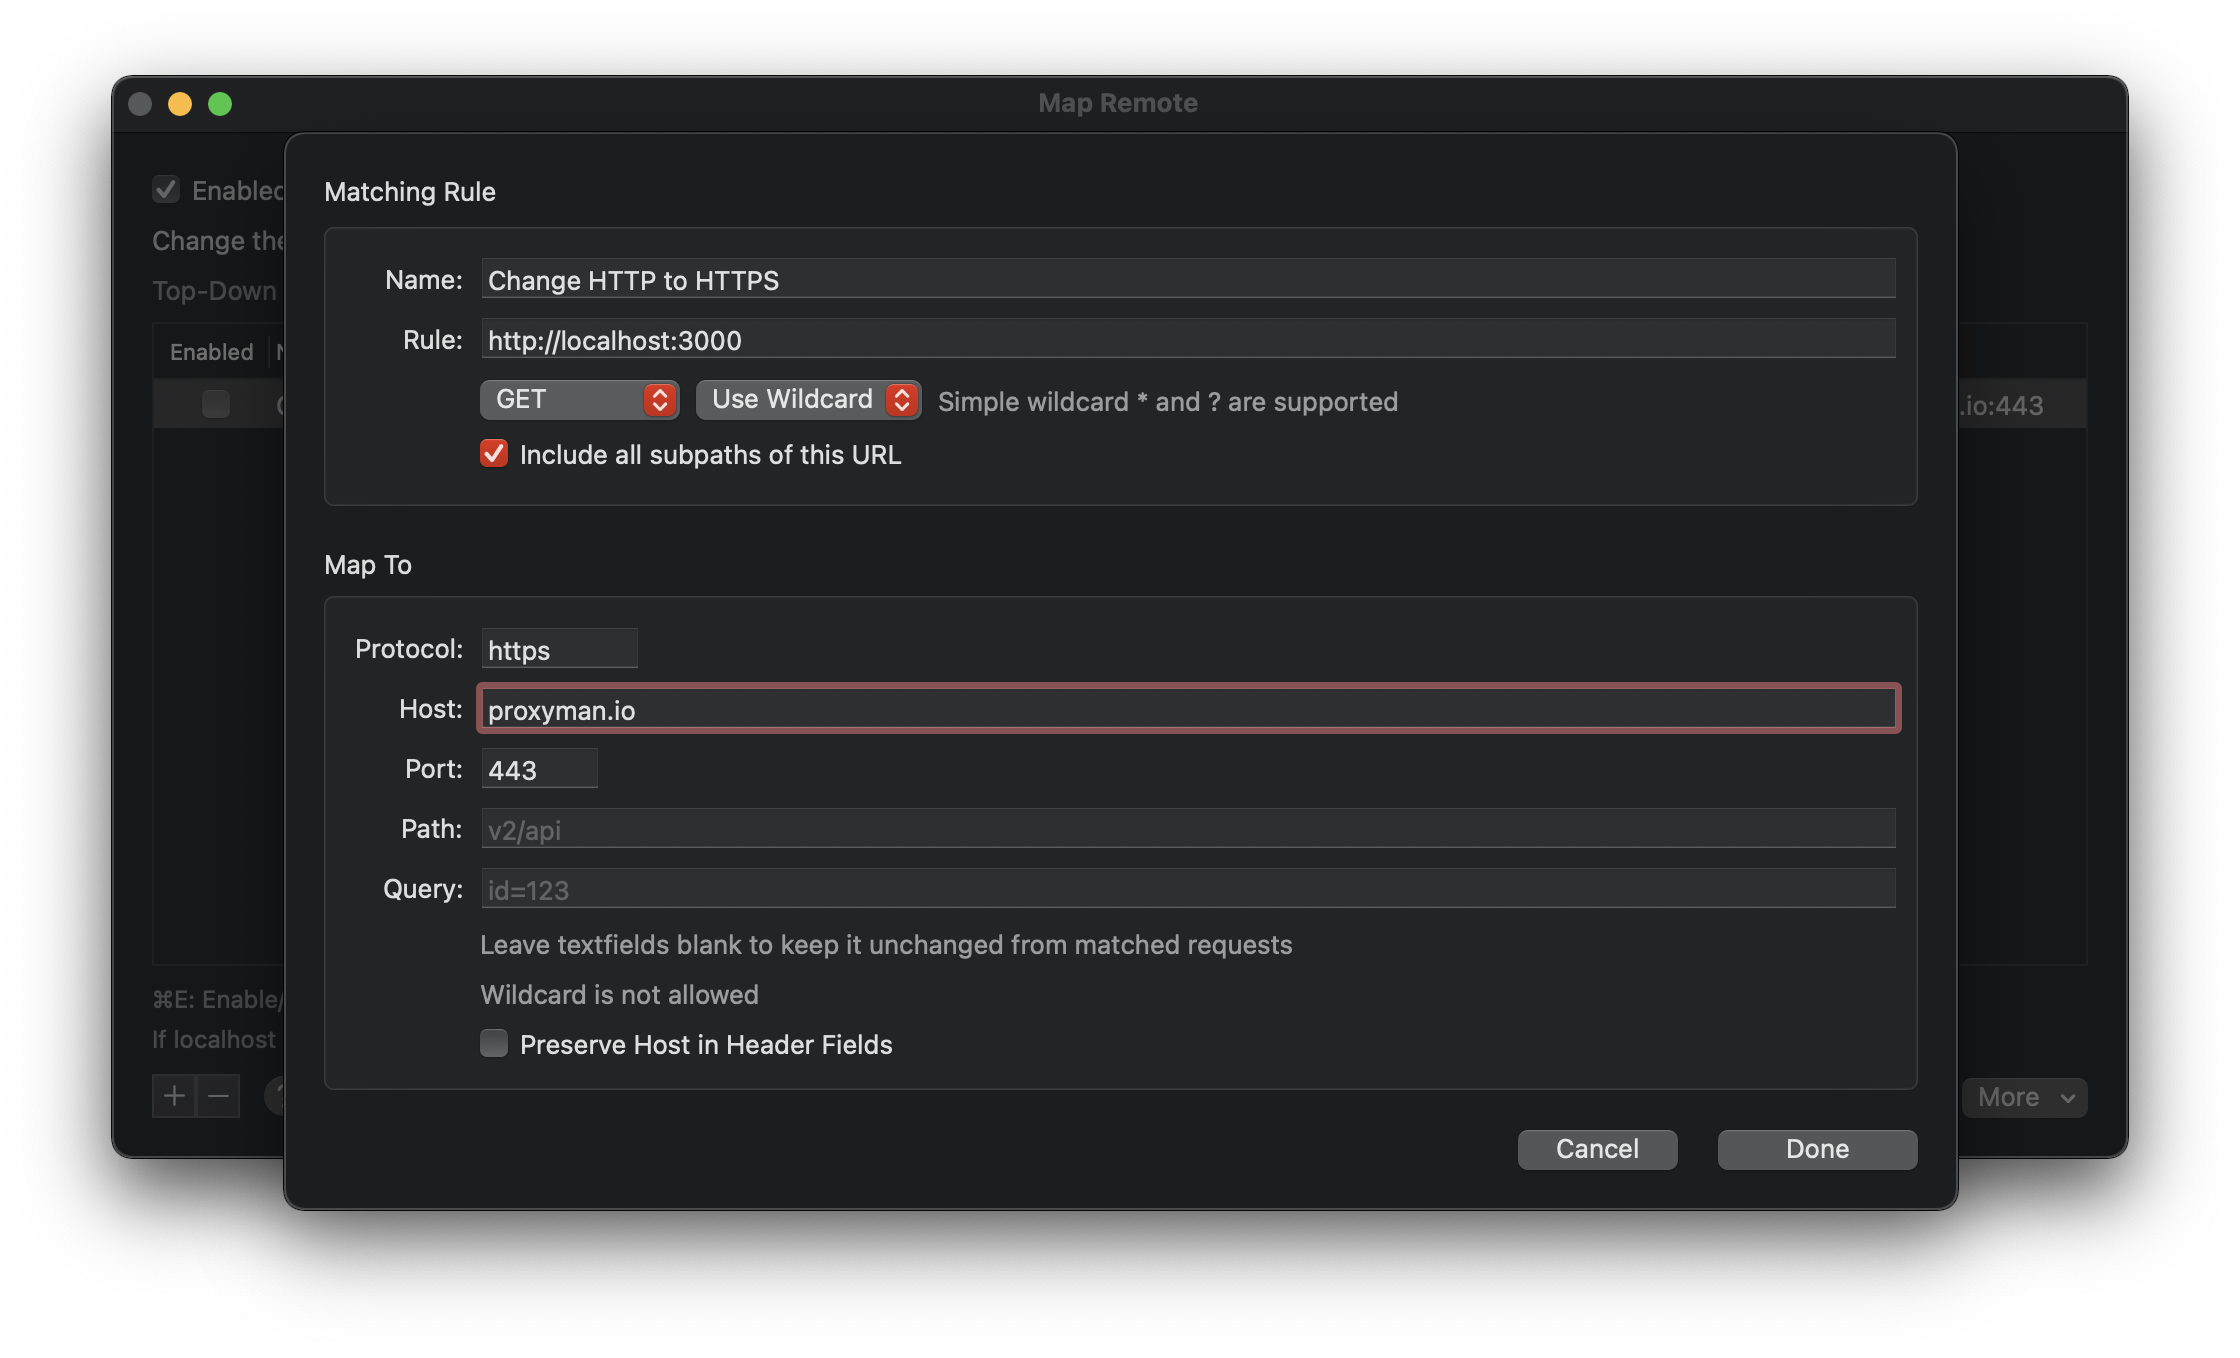 Map Remote
Enabled
Change the
Top-Down
Enabled
.io:443
⌘E: Enable/
If localhost
More
Matching Rule
Name: Change HTTP to HTTPS
Rule: http://localhost:3000
GET Use Wildcard Simple wildcard * and ? are supported
Include all subpaths of this URL
Map To
Protocol: https
Host: proxyman.io
Port: 443
Path: v2/api
Query: id=123
Leave textfields blank to keep it unchanged from matched requests
Wildcard is not allowed
Preserve Host in Header Fields
Cancel Done